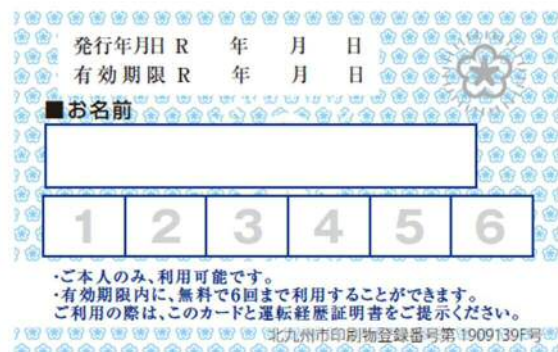 発行年月日 R 年 月 日
有効期限 R 年 月 日
■お名前
1 2 3 4 5 6
・ご本人のみ、利用可能です。
・有効期限内に、無料で6回まで利用することができます。
ご利用の際は、このカードと運転経歴証明書をご提示ください。
北九州市印刷物登録番号第 1909139F号